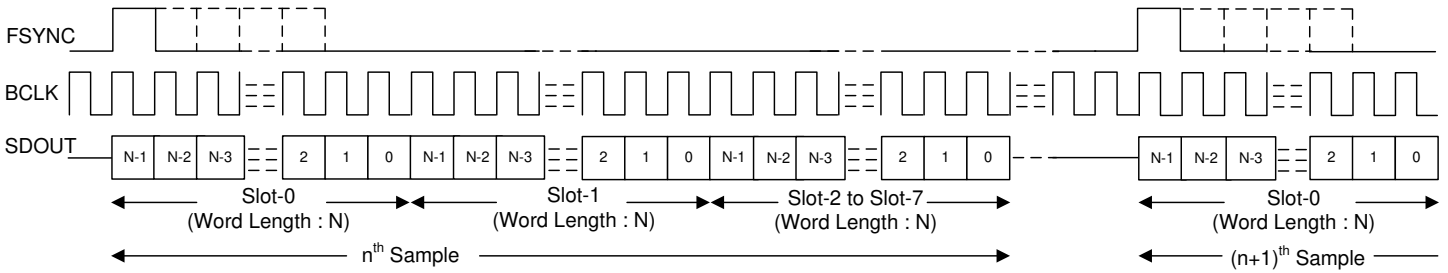 FSYNC
BCLK
SDOUT N-1 N-2 N-3 2 1 0 N-1 N-2 N-3 2 1 0 N-1 N-2 N-3 2 1 0 N-1 N-2 N-3 2 1 0
Slot-0 Slot-1 Slot-2 to Slot-7 Slot-0
(Word Length : N) (Word Length : N) (Word Length : N) (Word Length : N)
nth Sample (n+1)th Sample